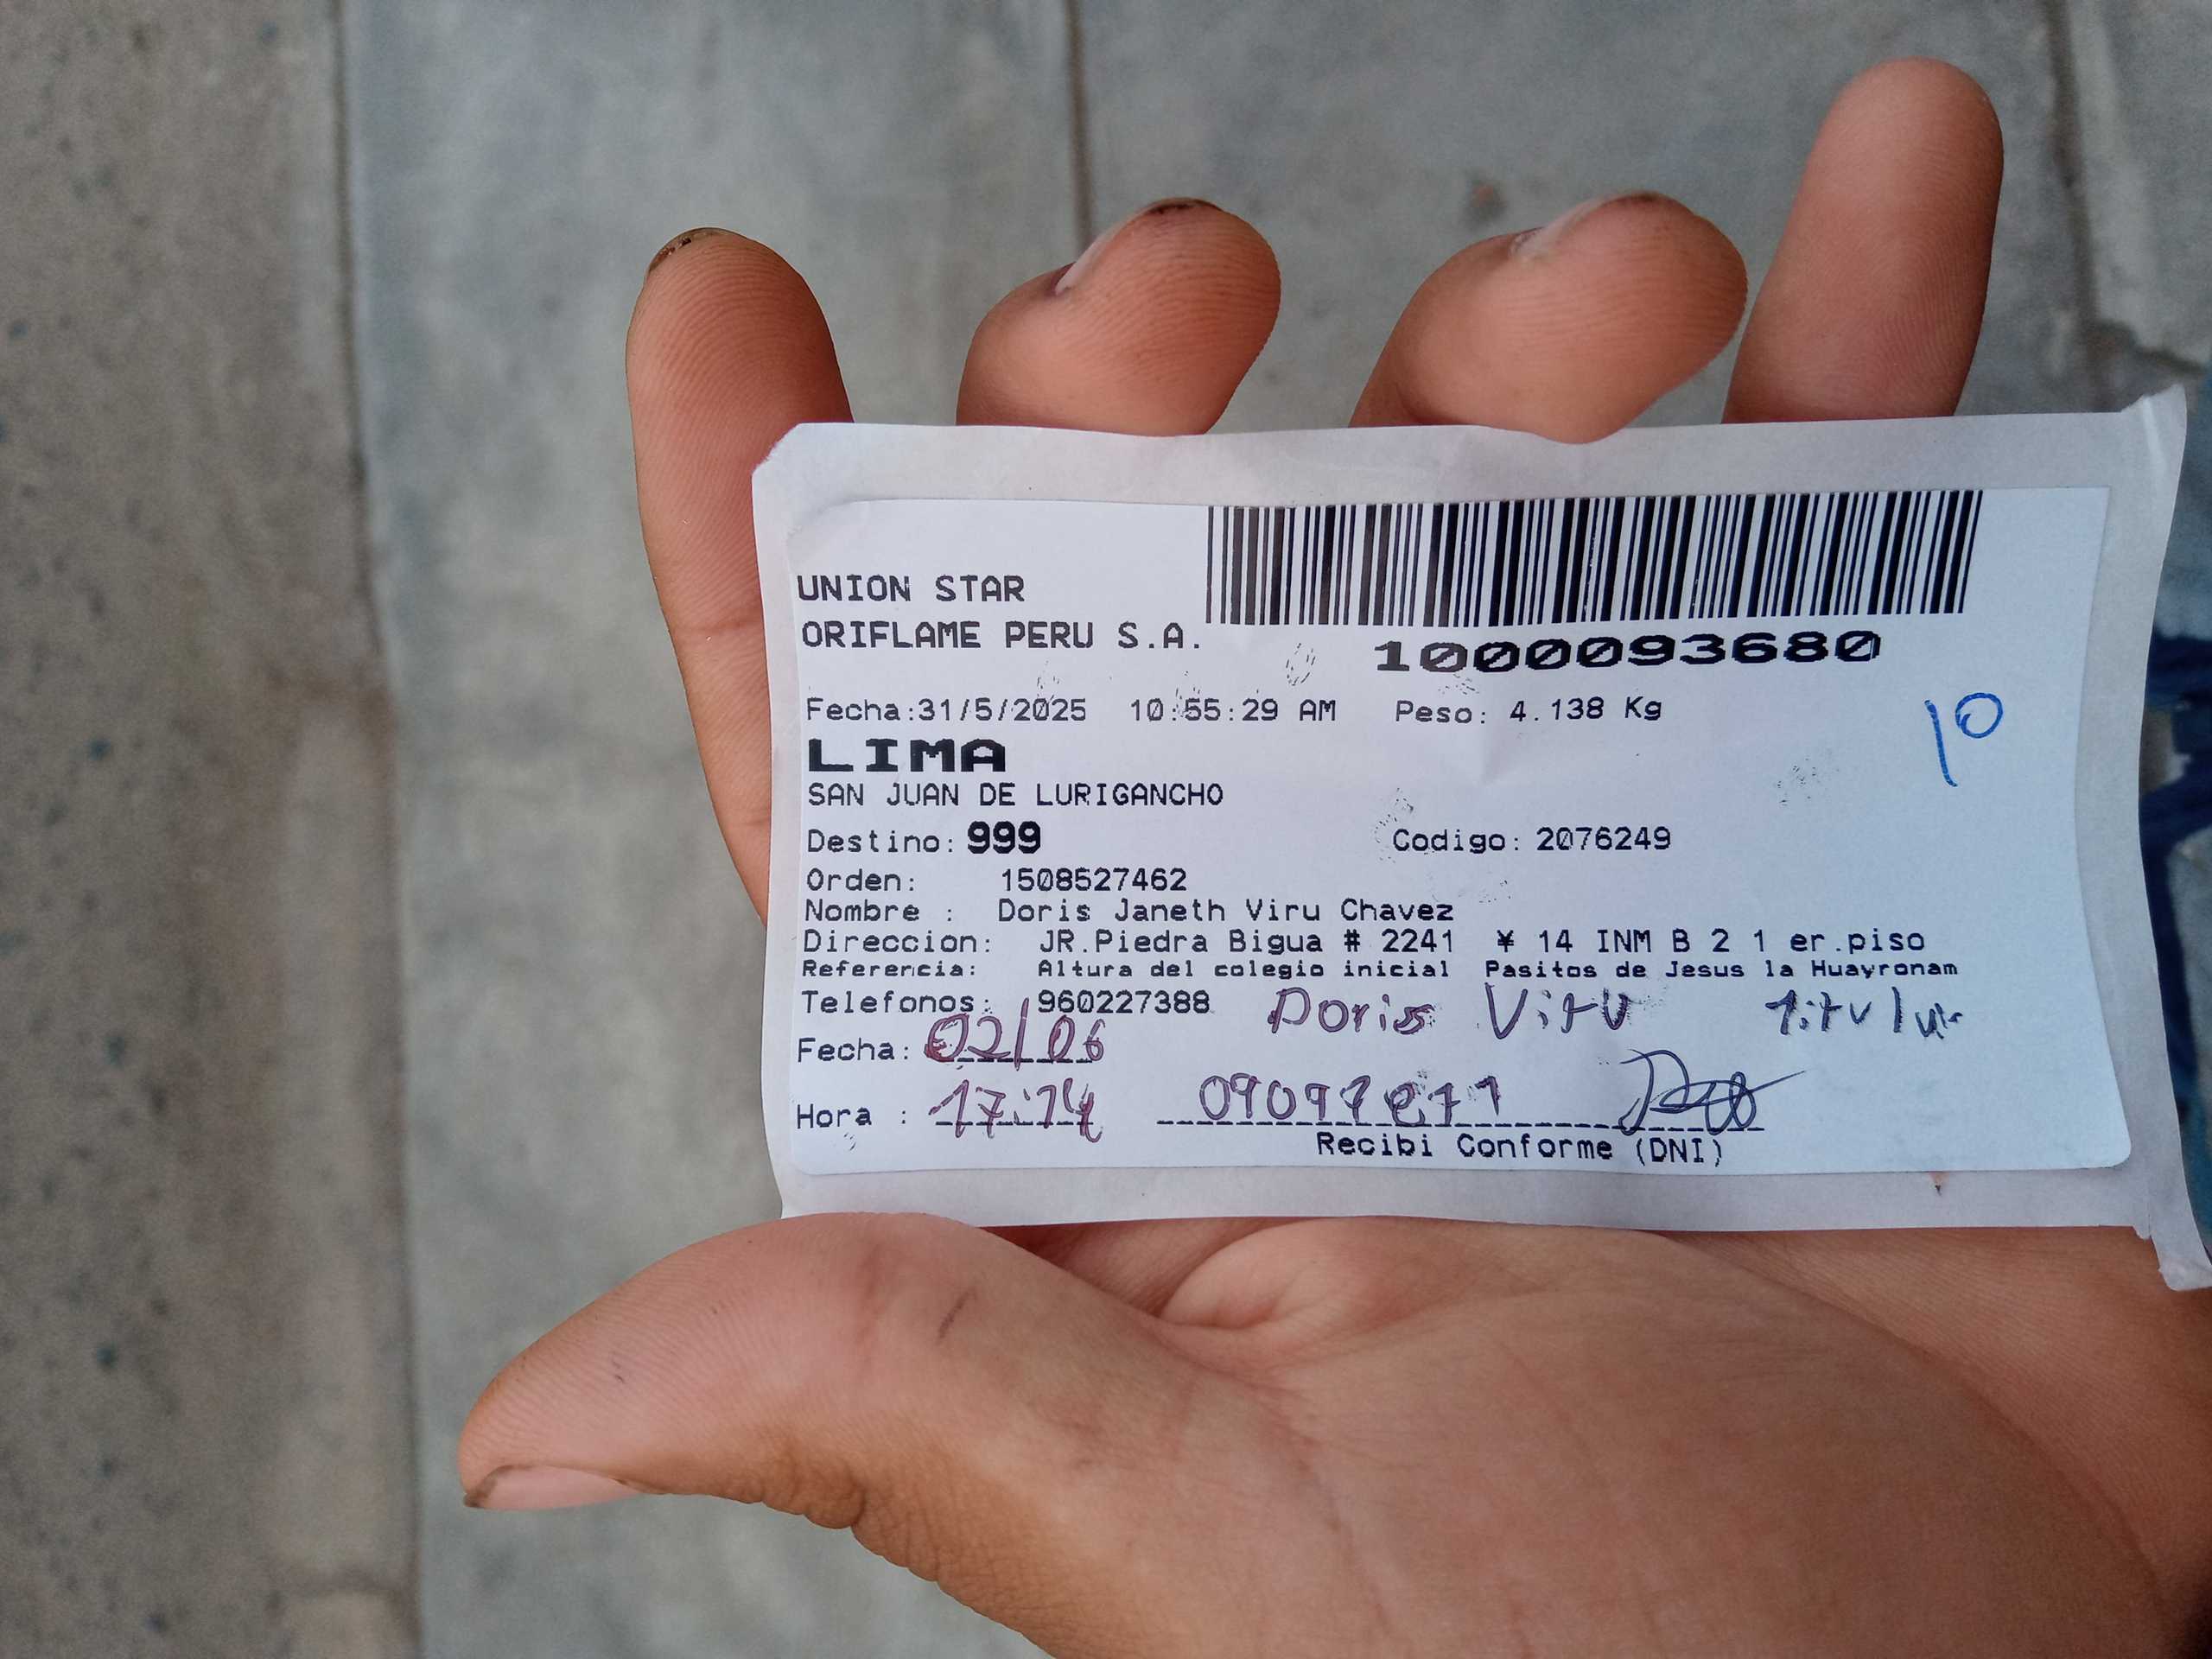 UNION STAR
ORIFLAME PERU S.A.
1000093680
Fecha:31/5/2025 10:55:29 AM Peso: 4.138 Kg
10
LIMA
SAN JUAN DE LURIGANCHO
Destino: 999 Codigo: 2076249
Orden: 1508527462
Nombre : Doris Janeth Viru Chavez
Direccion: JR.Piedra Bigua # 2241 ¥ 14 INM B 2 1 er.piso
Referencia: Altura del colegio inicial Pasitos de Jesus la Huayronam
Telefonos: 960227388 Doris Viru
Fecha: 02/06
Hora : 17:14
Recibi Conforme (DNI)